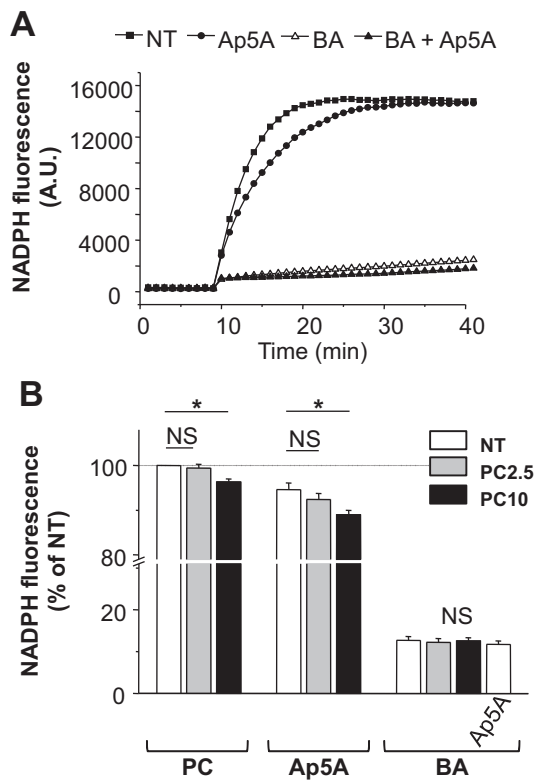 A
NT Ap5A BA BA + Ap5A
NADPH fluorescence
(A.U.)
16000
12000
8000
4000
0
0 10 20 30 40
Time (min)
B
NADPH fluorescence
(% of NT)
100
80
20
0
*
NS
*
NS
NS
NT
PC2.5
PC10
Ap5A
PC Ap5A BA